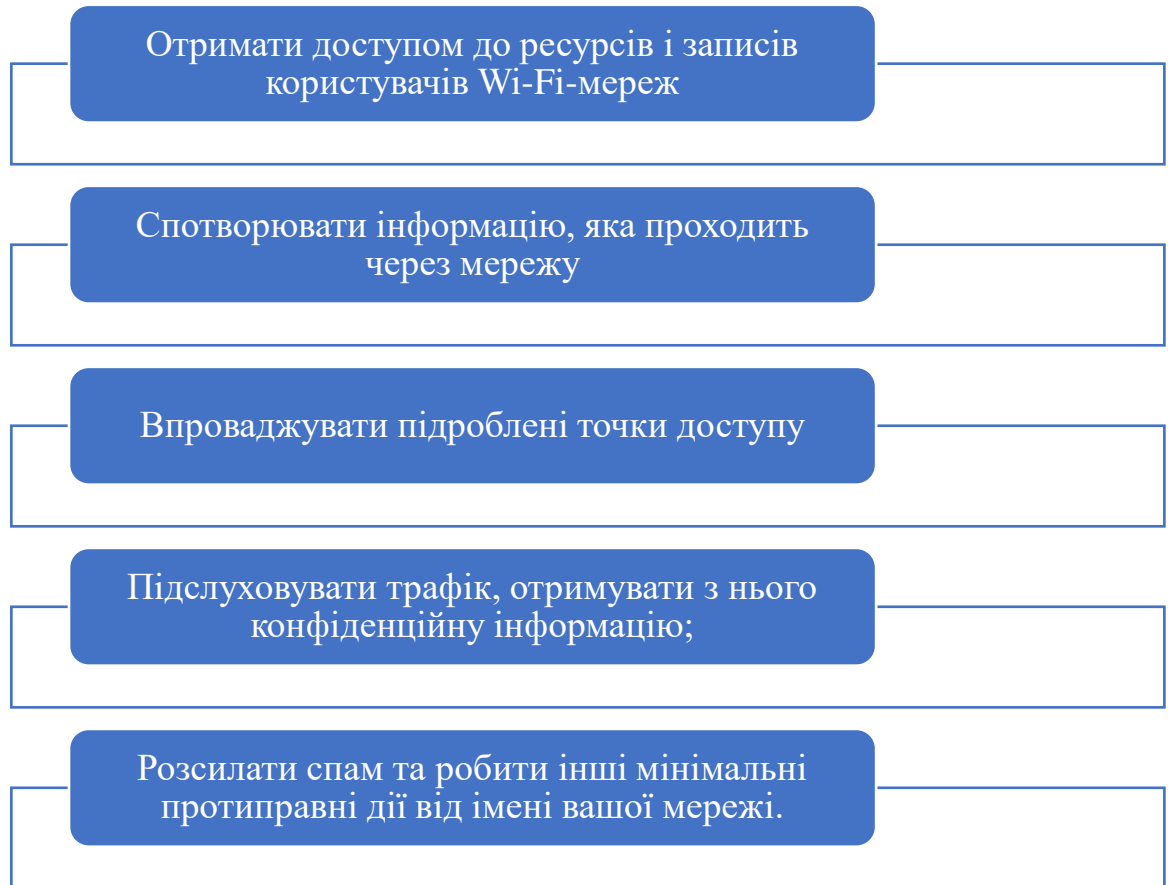 Отримати доступом до ресурсів і записів
користувачів Wi-Fi-мереж
Спотворювати інформацію, яка проходить
через мережу
Впроваджувати підроблені точки доступу
Підслуховувати трафік, отримувати з нього
конфіденційну інформацію;
Розсилати спам та робити інші мінімальні
протиправні дії від імені вашої мережі.